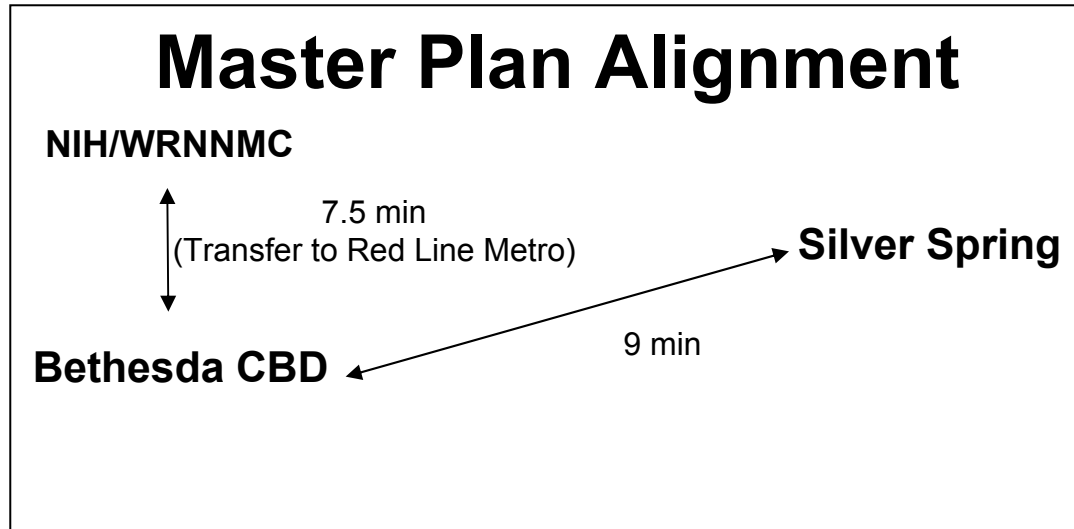 Master Plan Alignment
NIH/WRNNMC
7.5 min
(Transfer to Red Line Metro)
Silver Spring
9 min
Bethesda CBD